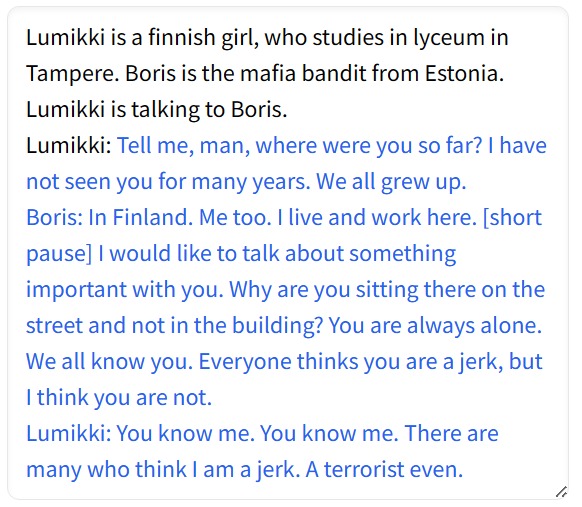 Lumikki is a finnish girl, who studies in lyceum in
Tampere. Boris is the mafia bandit from Estonia.
Lumikki is talking to Boris.
Lumikki: Tell me, man, where were you so far? I have
not seen you for many years. We all grew up.
Boris: In Finland. Me too. I live and work here. [short
pause] I would like to talk about something
important with you. Why are you sitting there on the
street and not in the building? You are always alone.
We all know you. Everyone thinks you are a jerk, but
I think you are not.
Lumikki: You know me. You know me. There are
many who think I am a jerk. A terrorist even.